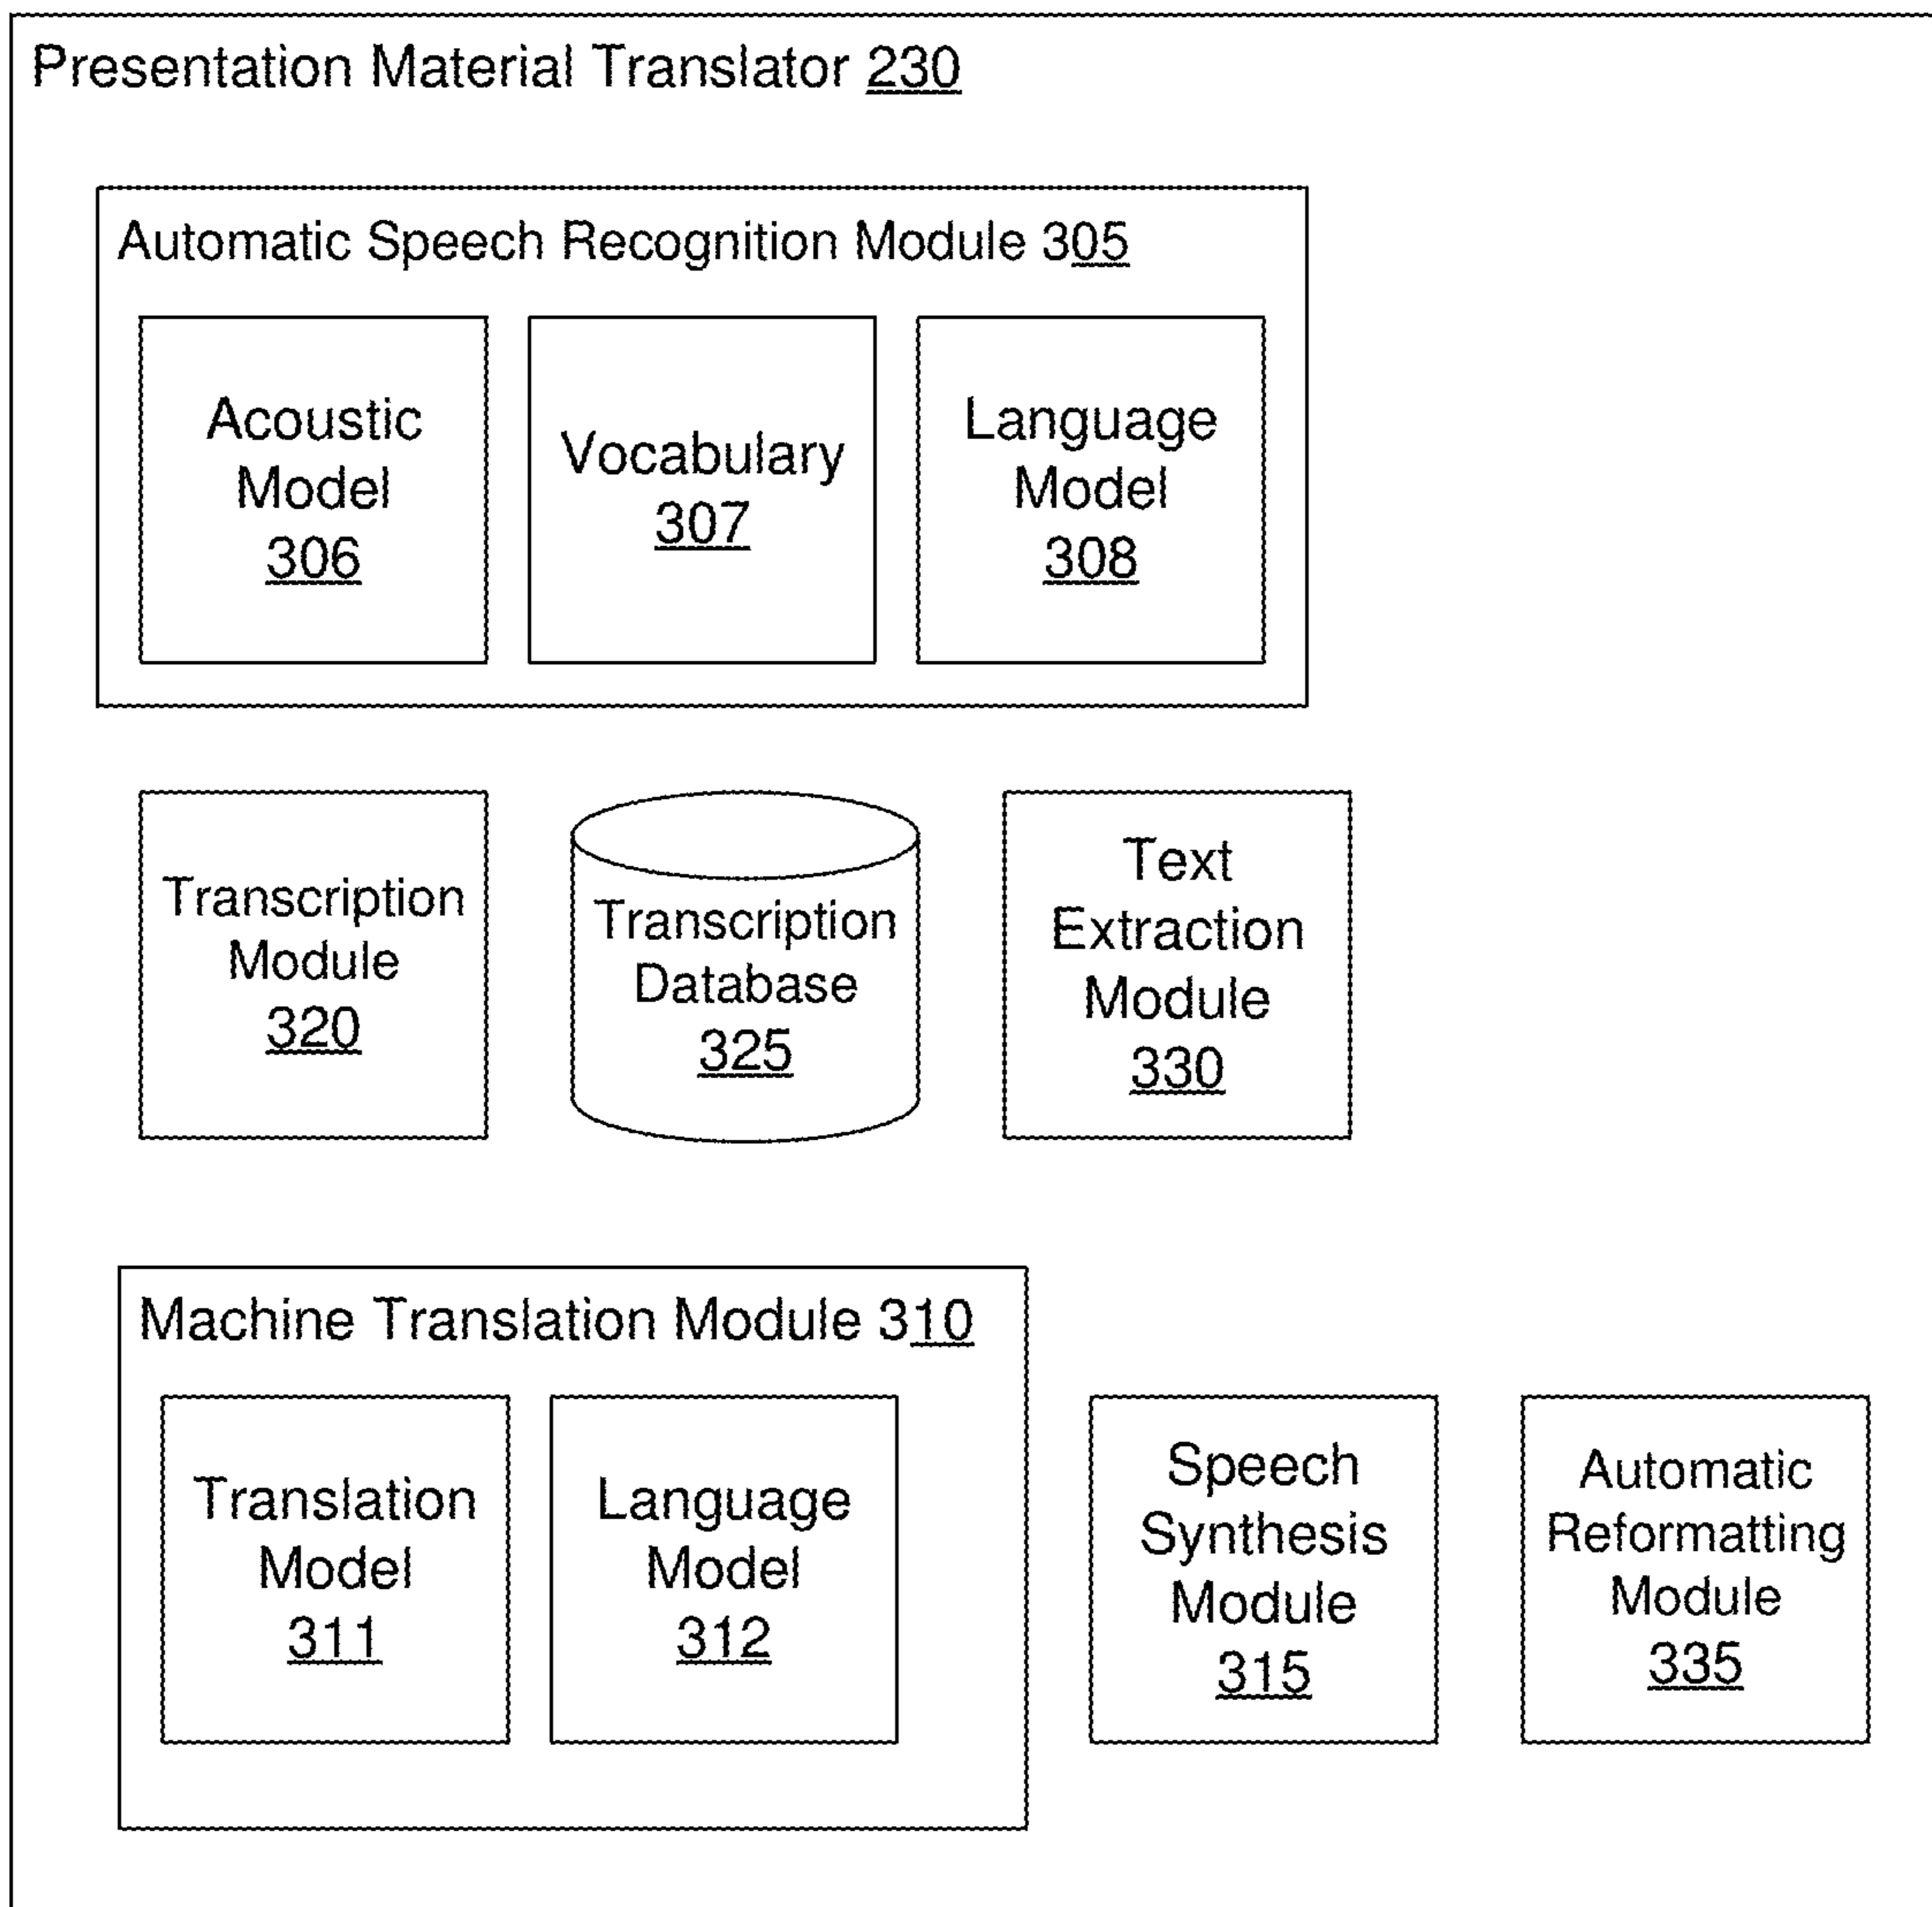 Presentation Material Translator 230
Automatic Speech Recognition Module 305
Acoustic
Model
306
Vocabulary
307
Language
Model
308
Transcription
Module
320
Transcription
Database
325
Text
Extraction
Module
330
Machine Translation Module 310
Translation
Model
311
Language
Model
312
Speech
Synthesis
Module
315
Automatic
Reformatting
Module
335